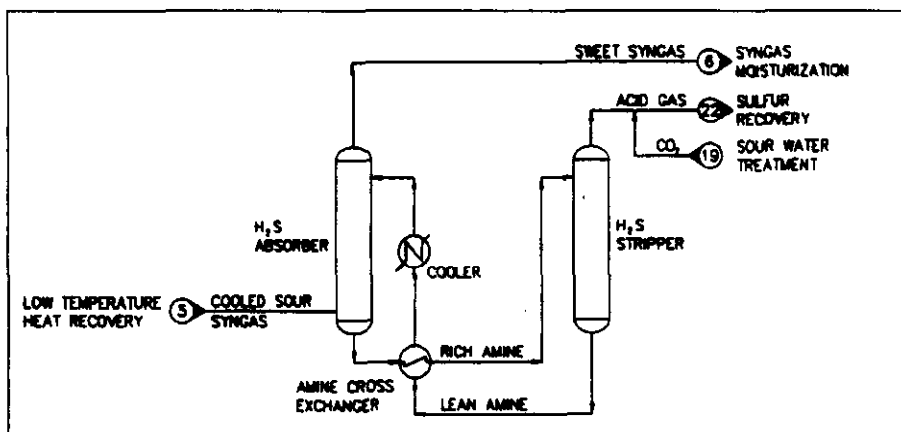 SWEET SYNGAS
6
SYNGAS
MOISTURIZATION
ACID GAS
22
SULFUR
RECOVERY
CO2
19
SOUR WATER
TREATMENT
H2S
ABSORBER
H2S
STRIPPER
COOLER
LOW TEMPERATURE
HEAT RECOVERY
5
COOLED SOUR
SYNGAS
RICH AMINE
AMINE CROSS
EXCHANGER
LEAN AMINE